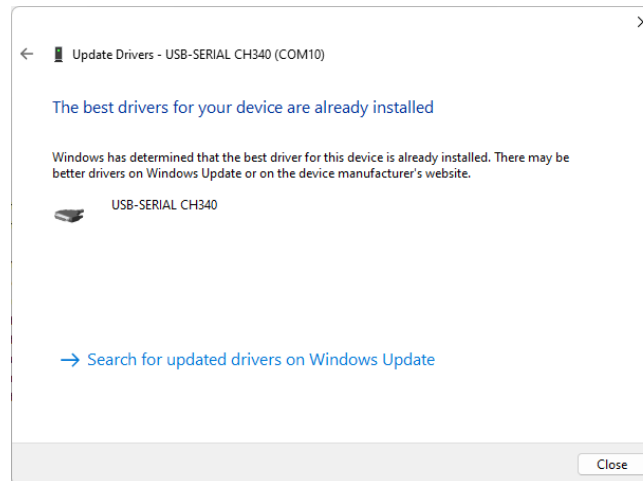 Update Drivers - USB-SERIAL CH340 (COM10)
The best drivers for your device are already installed
Windows has determined that the best driver for this device is already installed. There may be
better drivers on Windows Update or on the device manufacturer's website.
USB-SERIAL CH340
Search for updated drivers on Windows Update
Close